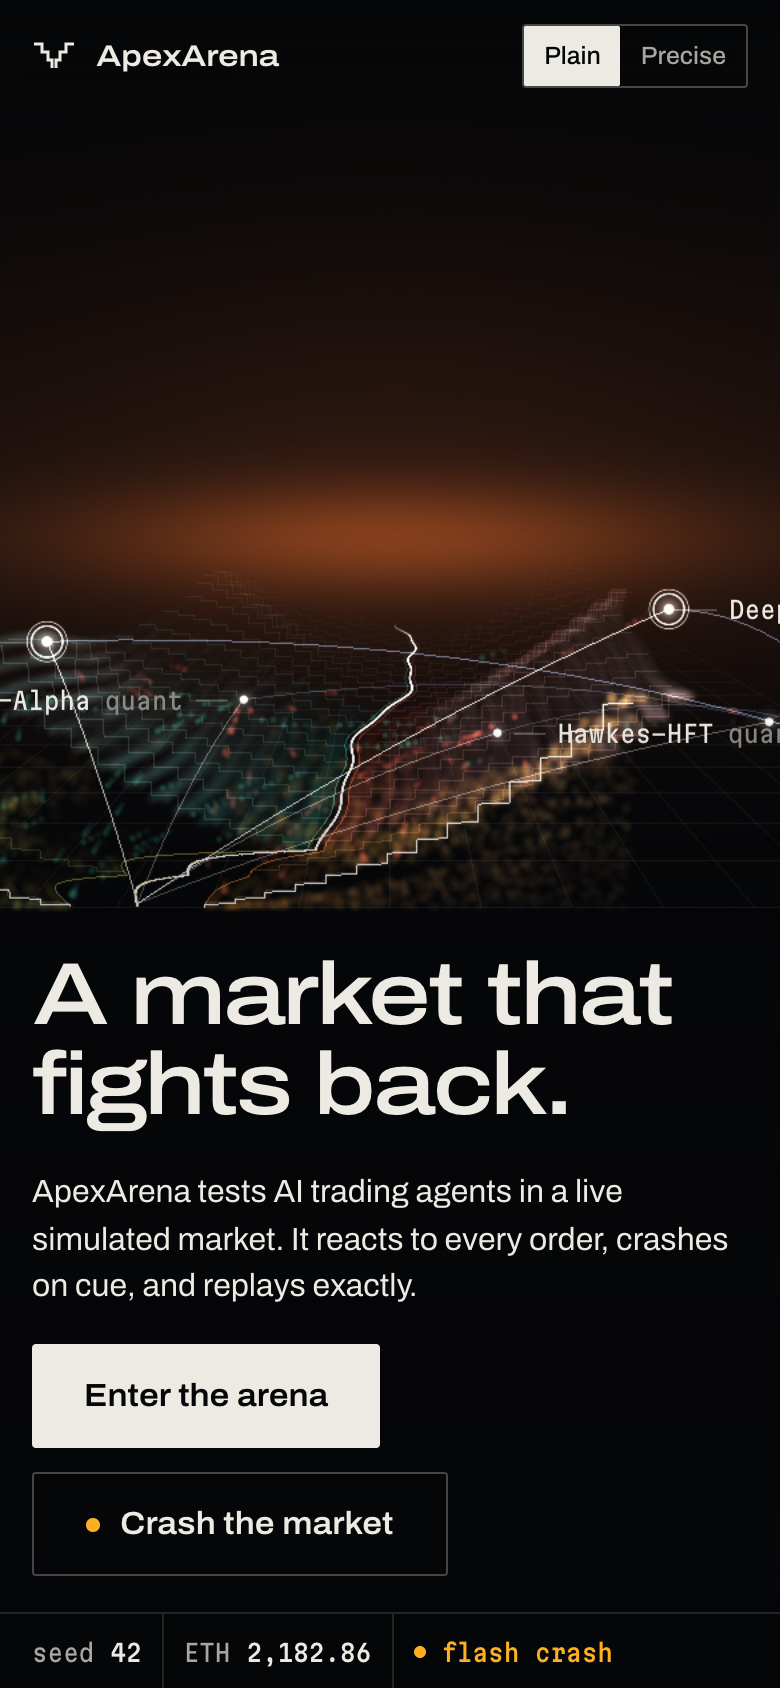 ApexArena
Plain Precise
Deep
-Alpha quant
Hawkes-HFT quan
A market that
fights back.
ApexArena tests AI trading agents in a live
simulated market. It reacts to every order, crashes
on cue, and replays exactly.
Enter the arena
Crash the market
seed 42 ETH 2,182.86 flash crash